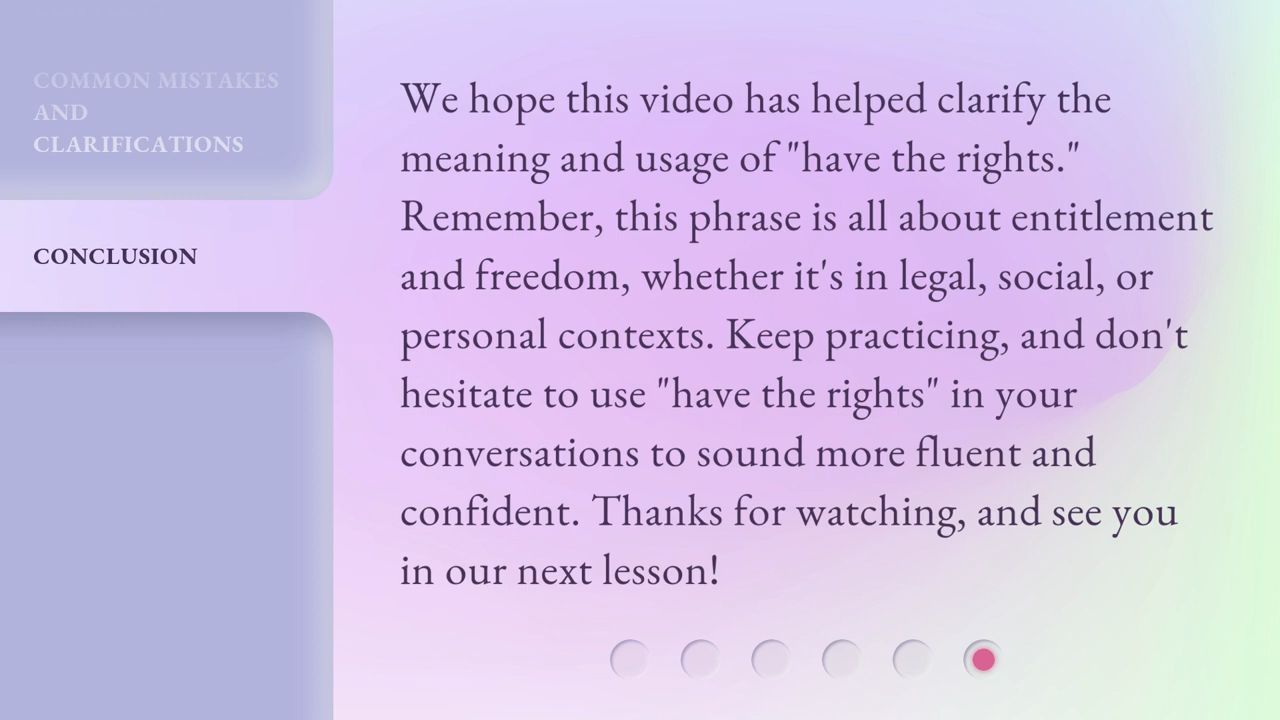 COMMON MISTAKES
AND
CLARIFICATIONS
CONCLUSION
We hope this video has helped clarify the
meaning and usage of "have the rights."
Remember, this phrase is all about entitlement
and freedom, whether it's in legal, social, or
personal contexts. Keep practicing, and don't
hesitate to use "have the rights" in your
conversations to sound more fluent and
confident. Thanks for watching, and see you
in our next lesson!